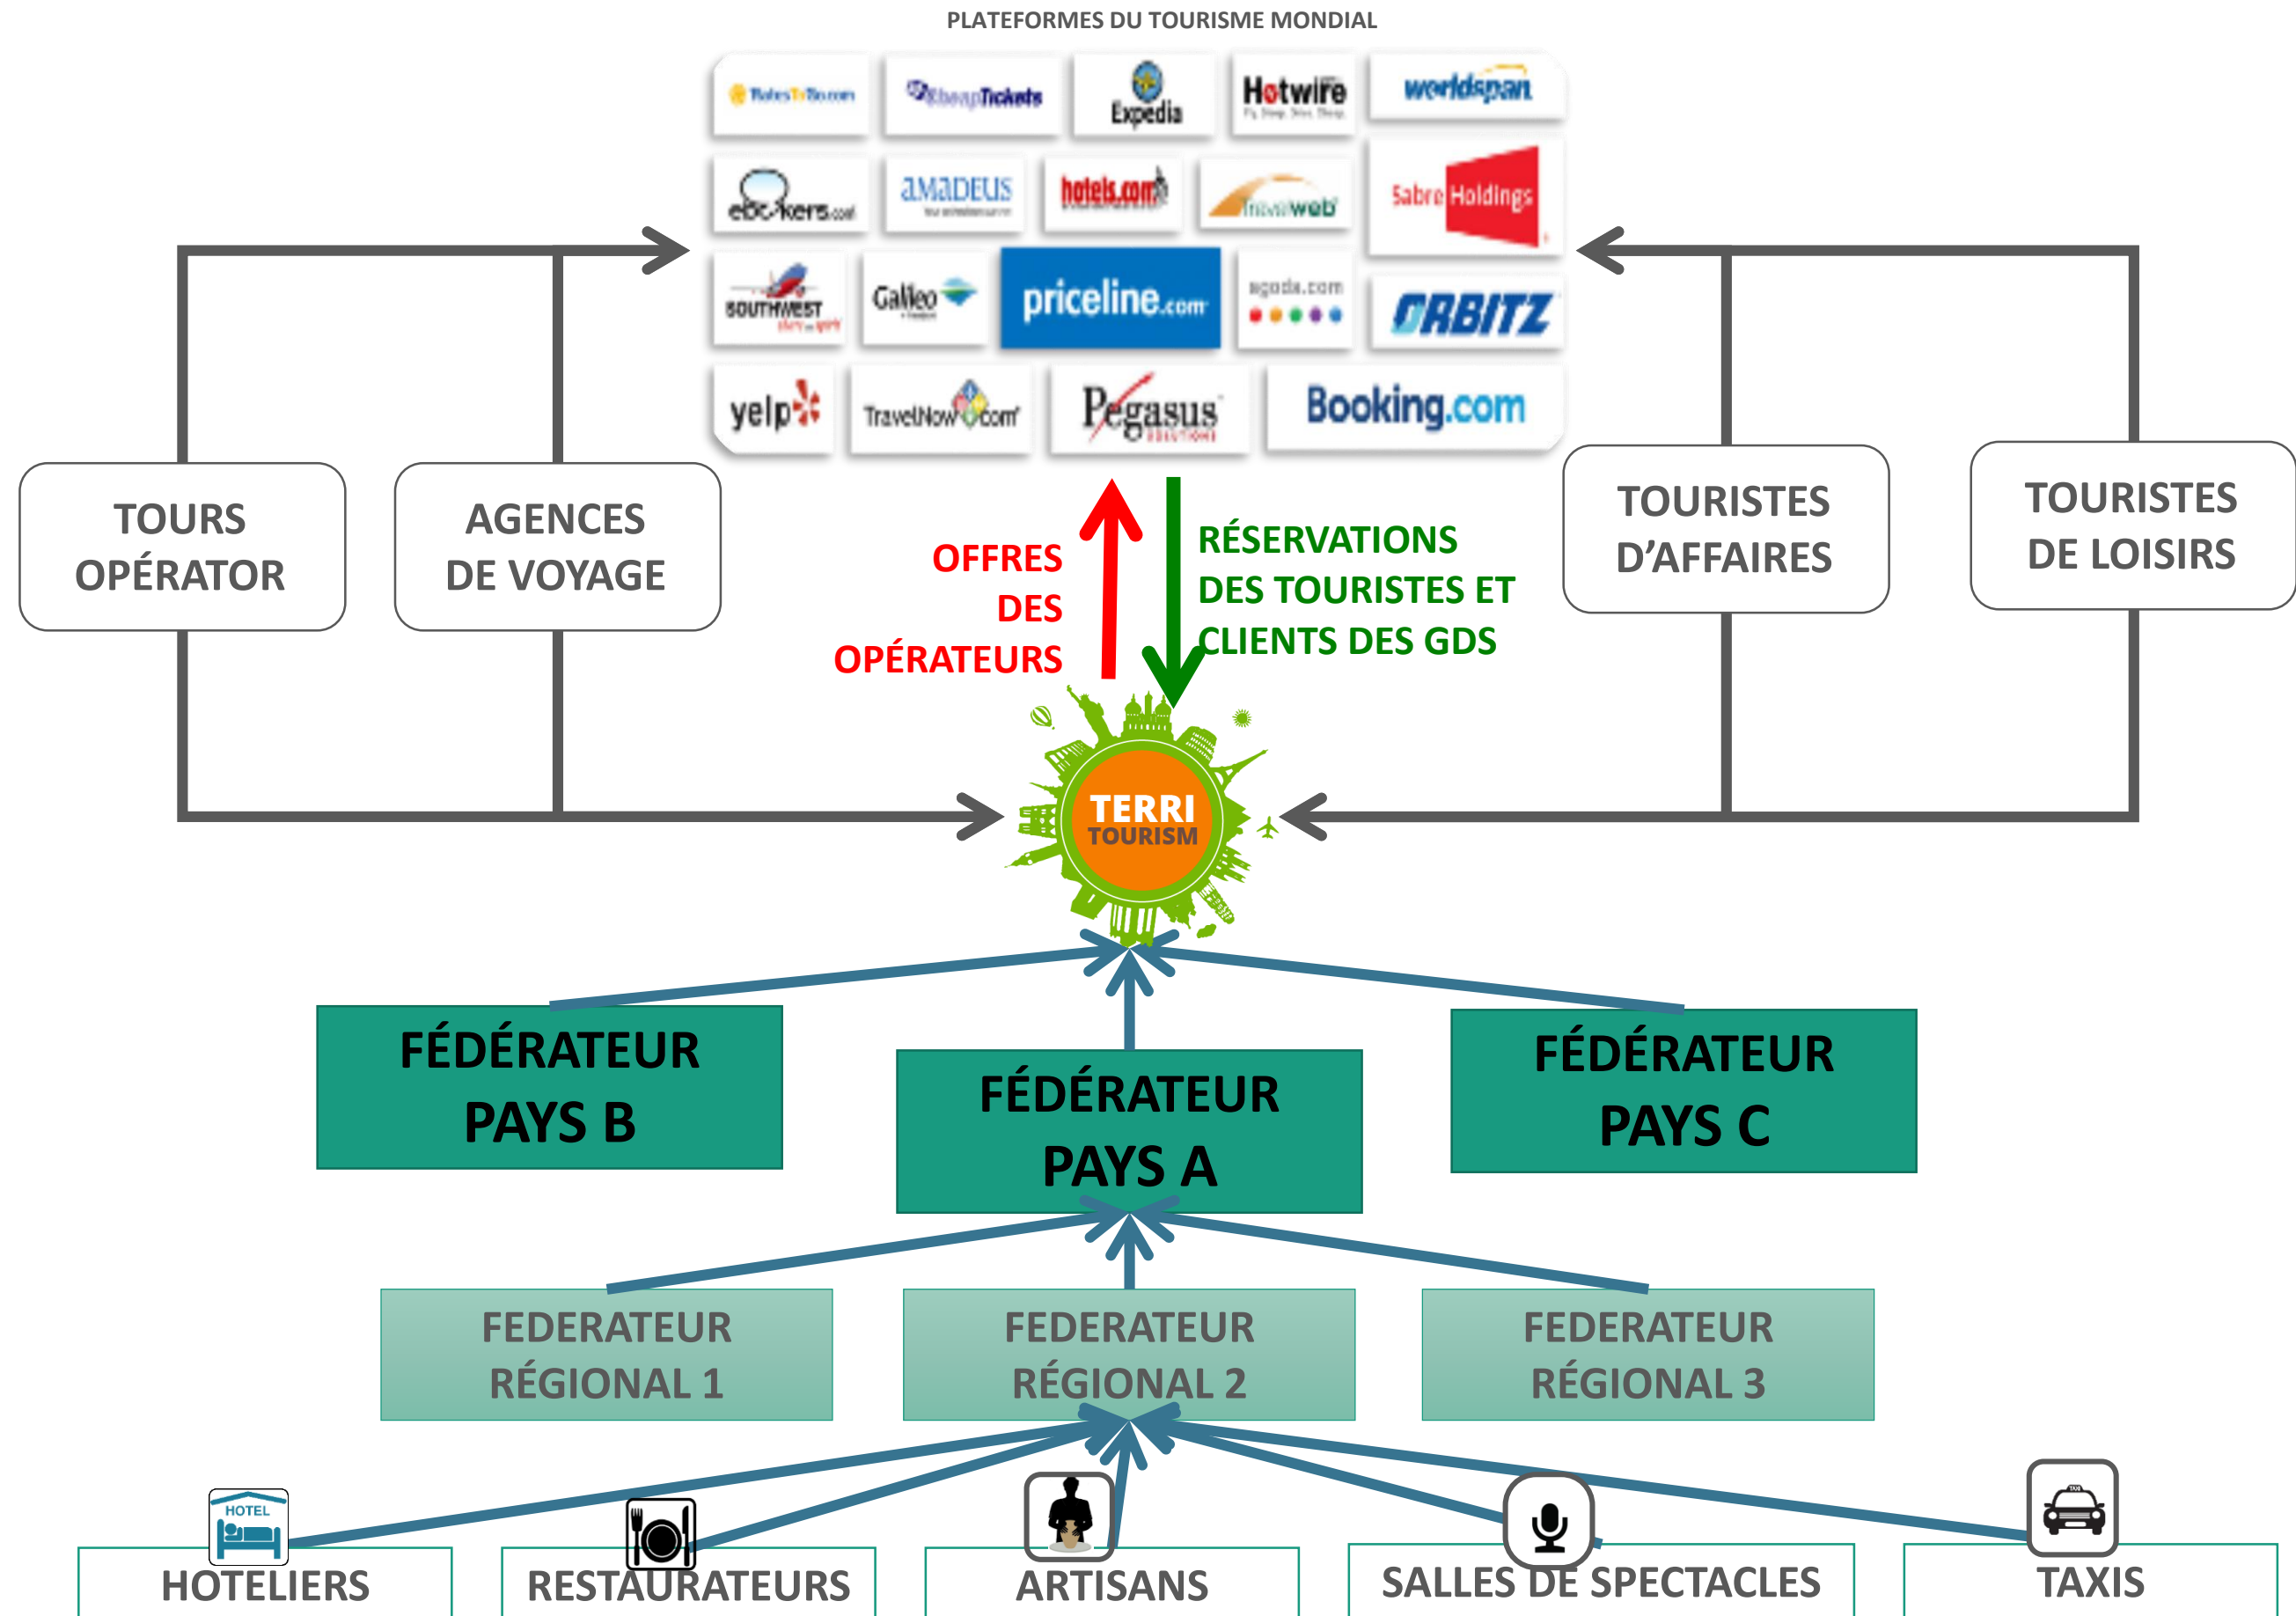 PLATEFORMES DU TOURISME MONDIAL
CheapTickets
Expedia
Hotwire
worldspan
ebookers.com
AMADEUS
hotels.com
Travelweb
Sabre Holdings
SOUTHWEST
Galileo
priceline.com
agoda.com
ORBITZ
yelp
TravelNow.com
Pegasus
SOLUTIONS
Booking.com
TOURS
OPÉRATOR
AGENCES
DE VOYAGE
OFFRES
DES
OPÉRATEURS
RÉSERVATIONS
DES TOURISTES ET
CLIENTS DES GDS
TOURISTES
D’AFFAIRES
TOURISTES
DE LOISIRS
TERRI
TOURISM
FÉDÉRATEUR
PAYS B
FÉDÉRATEUR
PAYS A
FÉDÉRATEUR
PAYS C
FEDERATEUR
RÉGIONAL 1
FEDERATEUR
RÉGIONAL 2
FEDERATEUR
RÉGIONAL 3
HOTEL
TAXI
HOTELIERS
RESTAURATEURS
ARTISANS
SALLES DE SPECTACLES
TAXIS